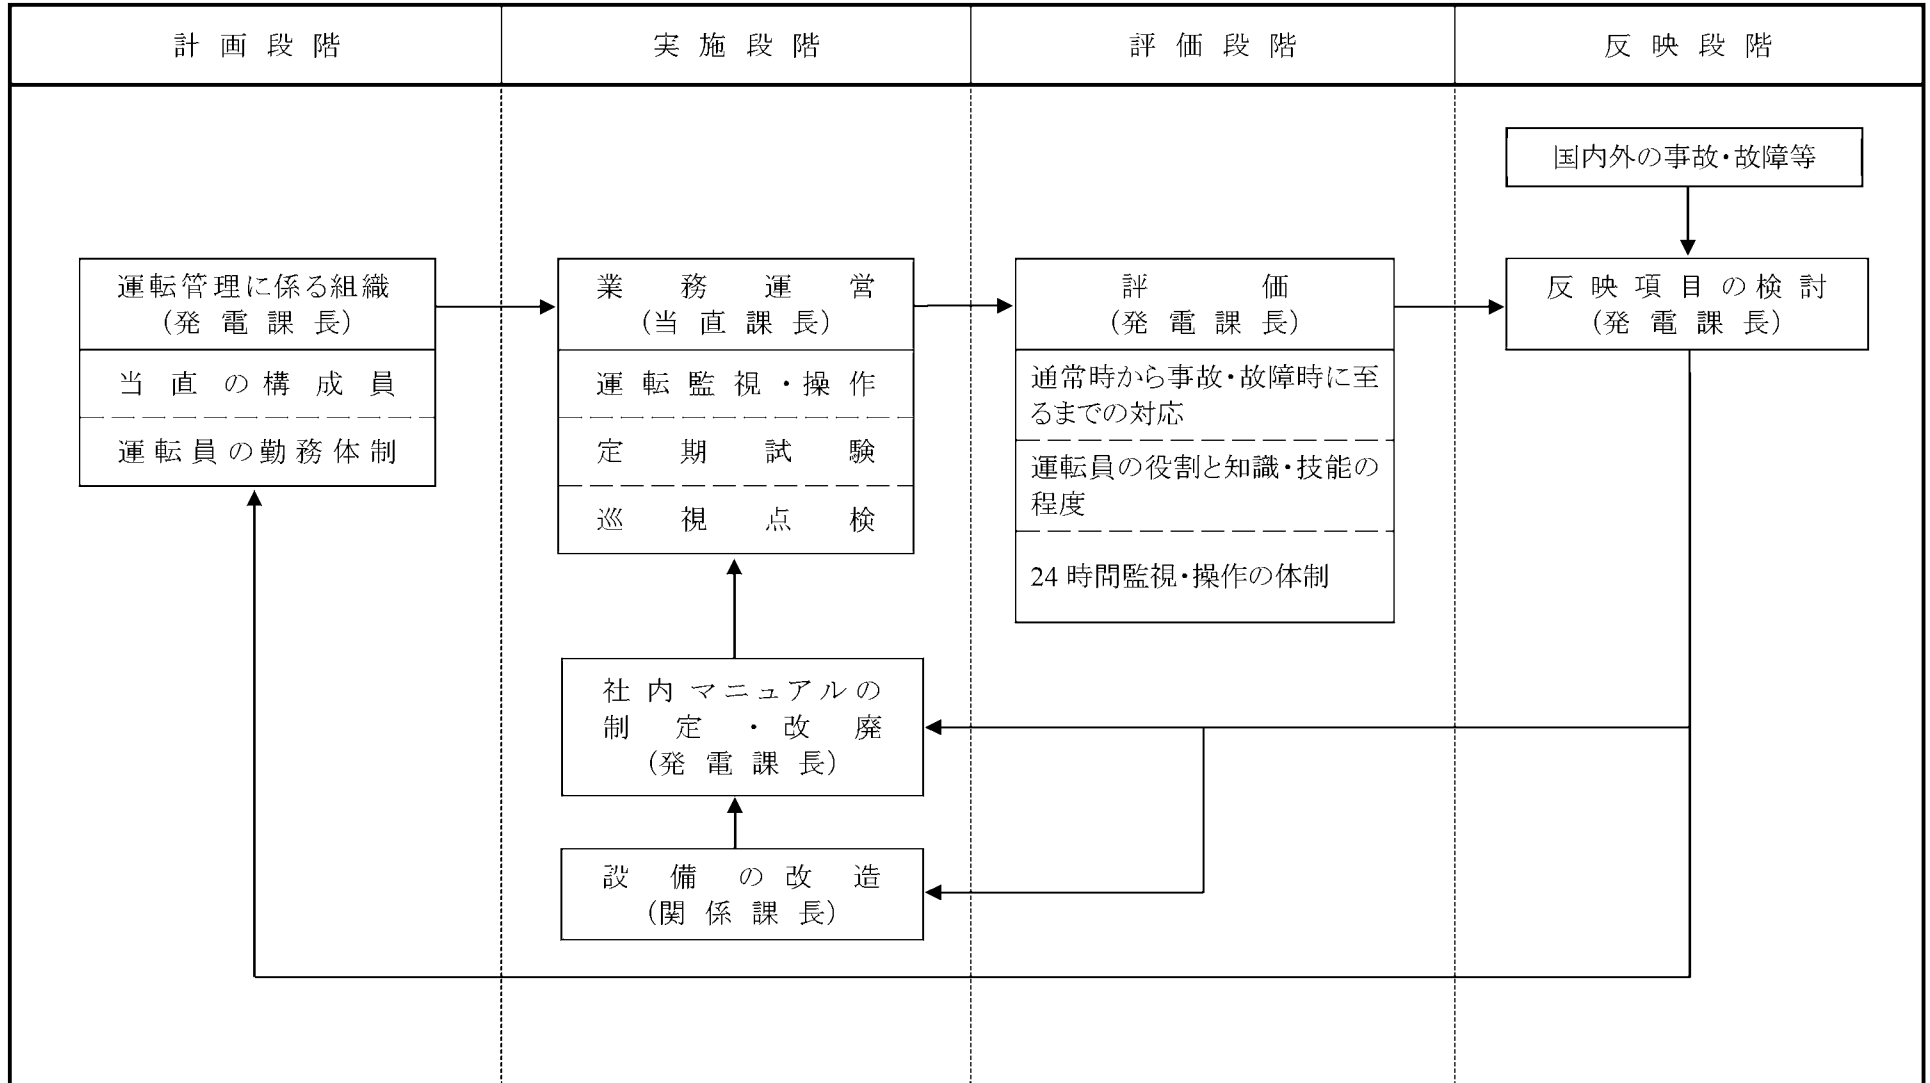 計画段階
実施段階
評価段階
反映段階
国内外の事故・故障等
運転管理に係る組織
(発電課長)
当直の構成員
運転員の勤務体制
業務運営
(当直課長)
運転監視・操作
定期試験
巡視点検
評価
(発電課長)
通常時から事故・故障時に至
るまでの対応
運転員の役割と知識・技能の
程度
24時間監視・操作の体制
反映項目の検討
(発電課長)
社内マニュアルの
制定・改廃
(発電課長)
設備の改造
(関係課長)